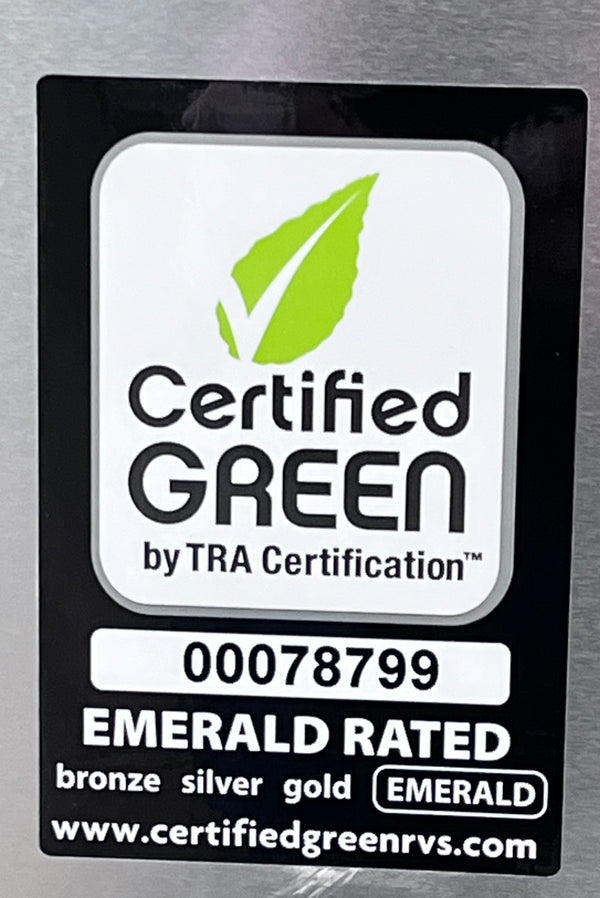 Certified
GREEN
by TRA Certification™
00078799
EMERALD RATED
bronze silver gold EMERALD
www.certifiedgreenrvs.com